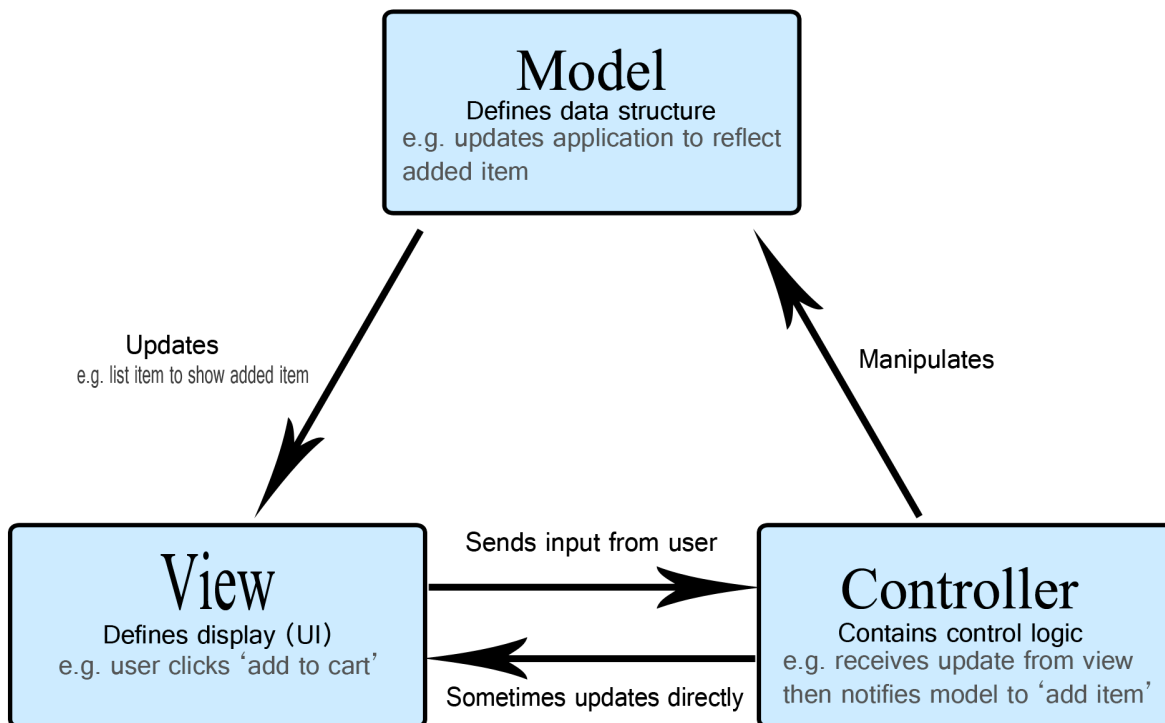 Model
Defines data structure
e.g. updates application to reflect
added item
Updates
e.g. list item to show added item
Manipulates
Sends input from user
View
Defines display (UI)
e.g. user clicks ‘add to cart’
Controller
Contains control logic
e.g. receives update from view
then notifies model to ‘add item’
Sometimes updates directly